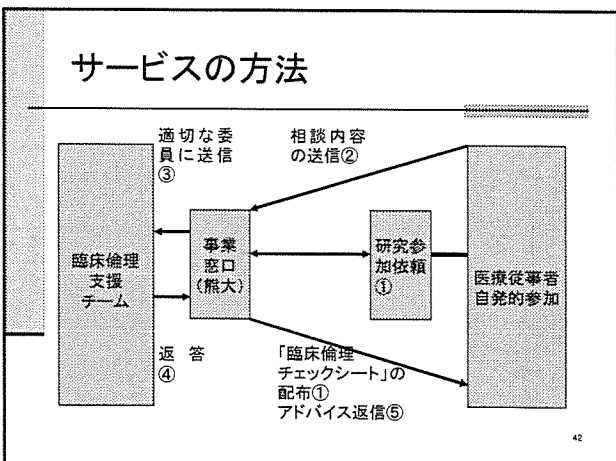 サービスの方法
適切な委
員に送信
③
相談内容
の送信②
臨床倫理
支援
チーム
事業
窓口
(熊大)
研究参
加依頼
①
医療従事者
自発的参加
返 答
④
「臨床倫理
チェックシート」の
配布①
アドバイス返信⑤
42